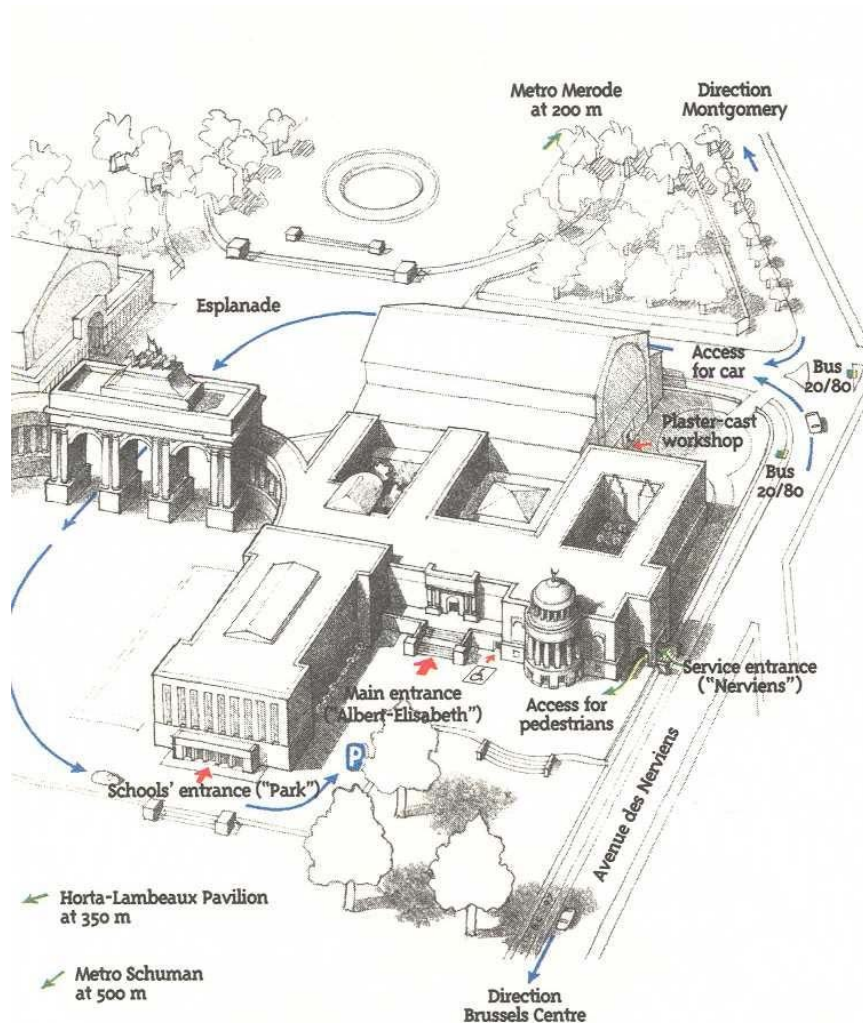 Metro Merode
at 200 m
Direction
Montgomery
Esplanade
Access
for car
Bus
20/80
Plaster-cast
workshop
Bus
20/80
Main entrance
("Albert-Elisabeth")
Service entrance
("Nerviens")
Access for
pedestrians
P
Schools' entrance ("Park")
Avenue des Nerviens
Horta-Lambeaux Pavilion
at 350 m
Metro Schuman
at 500 m
Direction
Brussels Centre